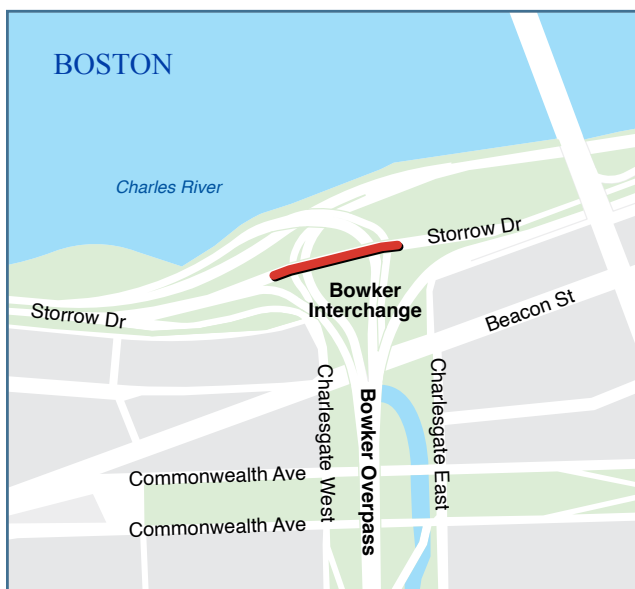 BOSTON
Charles River
Storrow Dr
Bowker
Interchange
Storrow Dr
Beacon St
Charlesgate West
Bowker Overpass
Charlesgate East
Commonwealth Ave
Commonwealth Ave